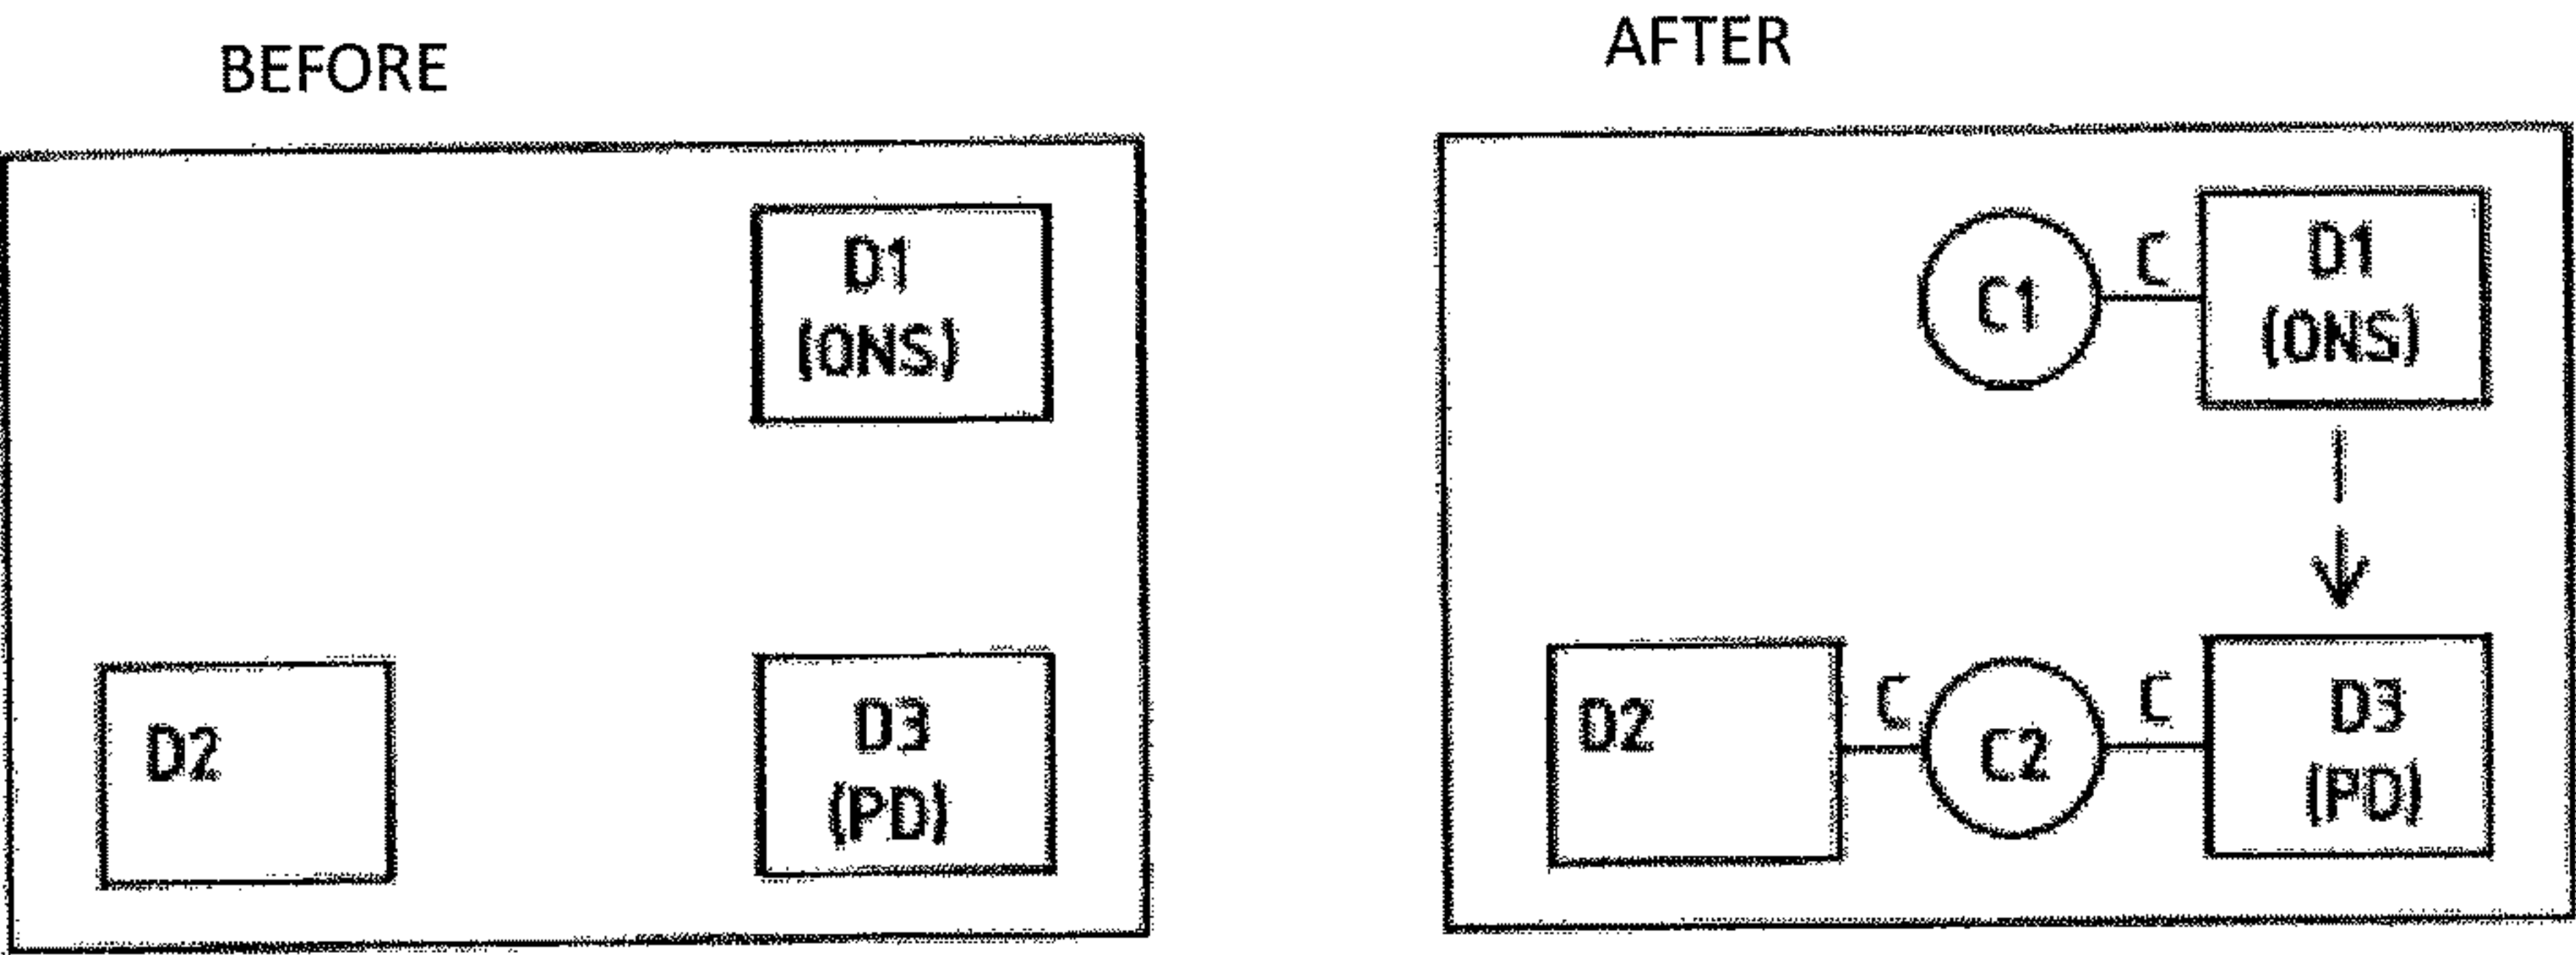 BEFORE
D1
(ONS)
D2
D3
(PD)
AFTER
C1
C
D1
(ONS)
D2
C
C2
C
D3
(PD)